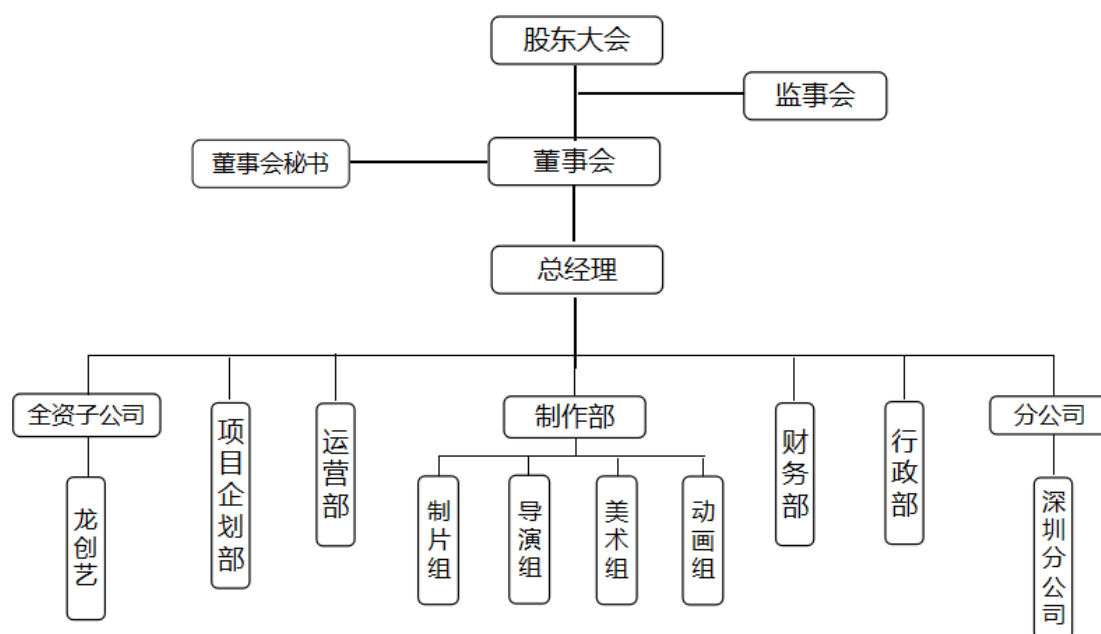 股东大会
监事会
董事会秘书
董事会
总经理
全资子公司
项目企划部
运营部
制作部
财务部
行政部
分公司
龙创艺
制片组
导演组
美术组
动画组
深圳分公司